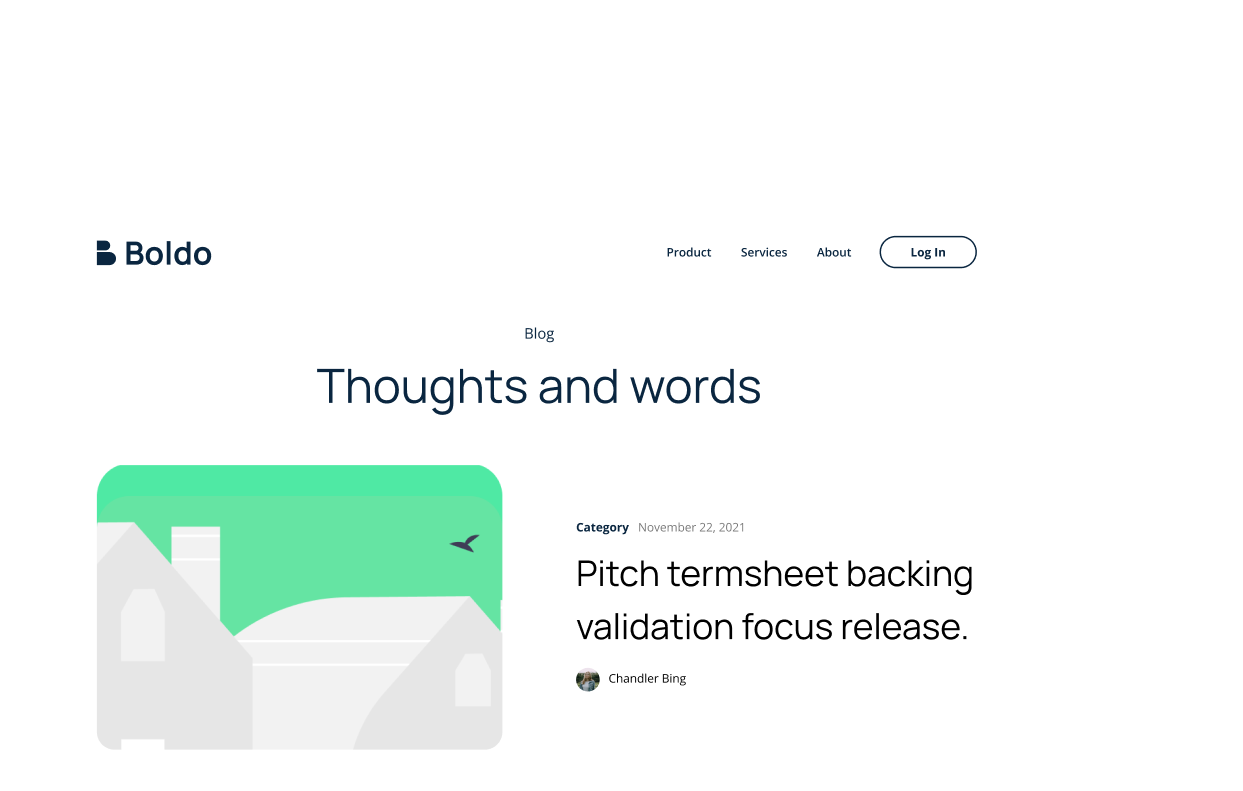 Boldo
Product Services About Log In
Blog
Thoughts and words
Category November 22, 2021
Pitch termsheet backing
validation focus release.
Chandler Bing